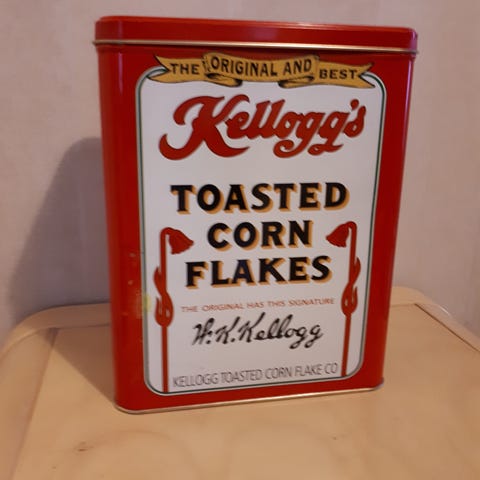 THE ORIGINAL AND BEST
Kellogg's
TOASTED
CORN
FLAKES
THE ORIGINAL HAS THIS SIGNATURE
W.K.Kellogg
KELLOGG TOASTED CORN FLAKE CO